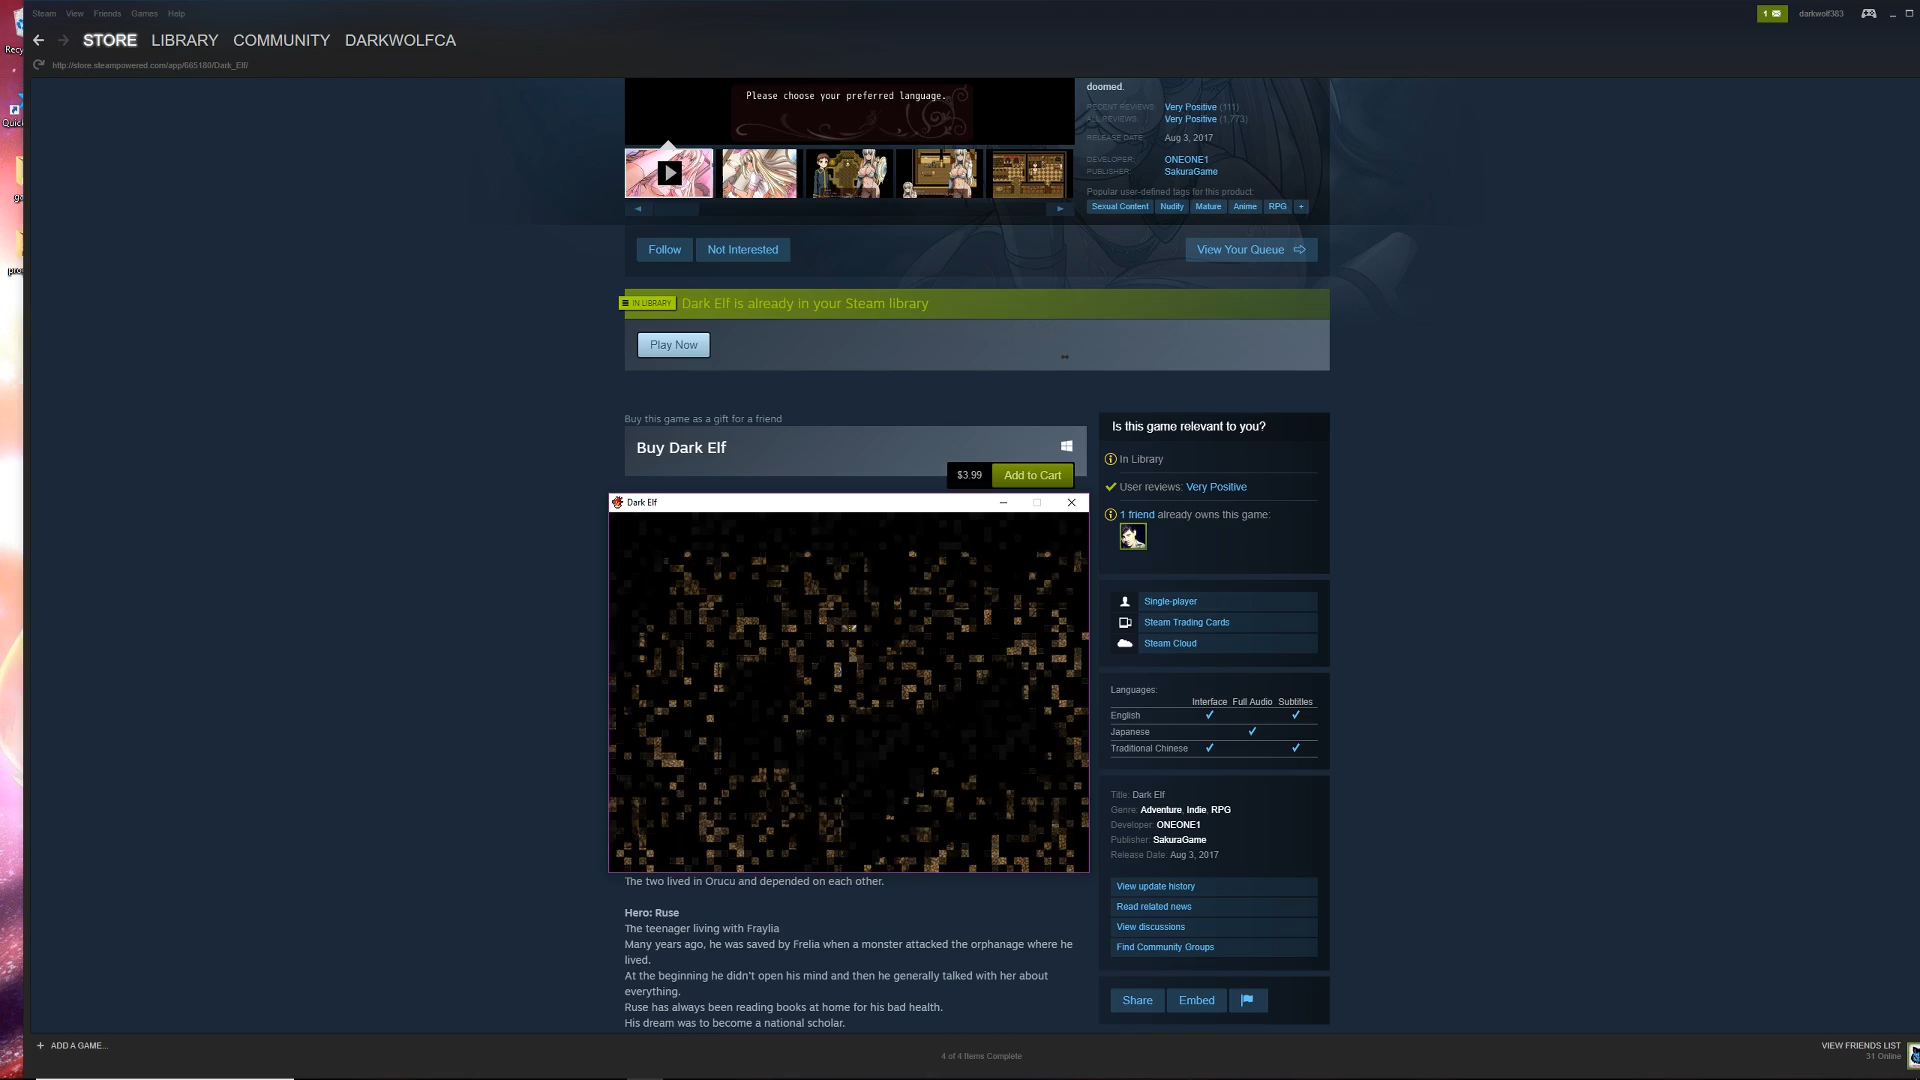 Steam View Friends Games Help
1 darkwolf383
STORE LIBRARY COMMUNITY DARKWOLFCA
http://store.steampowered.com/app/665180/Dark_Elf/
Please choose your preferred language.
doomed.
RECENT REVIEWS: Very Positive (111)
ALL REVIEWS: Very Positive (1,773)
RELEASE DATE: Aug 3, 2017
DEVELOPER: ONEONE1
PUBLISHER: SakuraGame
Popular user-defined tags for this product:
Sexual Content Nudity Mature Anime RPG +
Follow Not Interested View Your Queue
IN LIBRARY Dark Elf is already in your Steam library
Play Now
Buy this game as a gift for a friend
Buy Dark Elf
$3.99 Add to Cart
Dark Elf
The two lived in Orucu and depended on each other.
Hero: Ruse
The teenager living with Fraylia
Many years ago, he was saved by Frelia when a monster attacked the orphanage where he
lived.
At the beginning he didn't open his mind and then he generally talked with her about
everything.
Ruse has always been reading books at home for his bad health.
His dream was to become a national scholar.
Is this game relevant to you?
In Library
User reviews: Very Positive
1 friend already owns this game:
Single-player
Steam Trading Cards
Steam Cloud
Languages:
Interface Full Audio Subtitles
English
Japanese
Traditional Chinese
Title: Dark Elf
Genre: Adventure, Indie, RPG
Developer: ONEONE1
Publisher: SakuraGame
Release Date: Aug 3, 2017
View update history
Read related news
View discussions
Find Community Groups
Share Embed
+ ADD A GAME...
4 of 4 Items Complete
VIEW FRIENDS LIST
31 Online